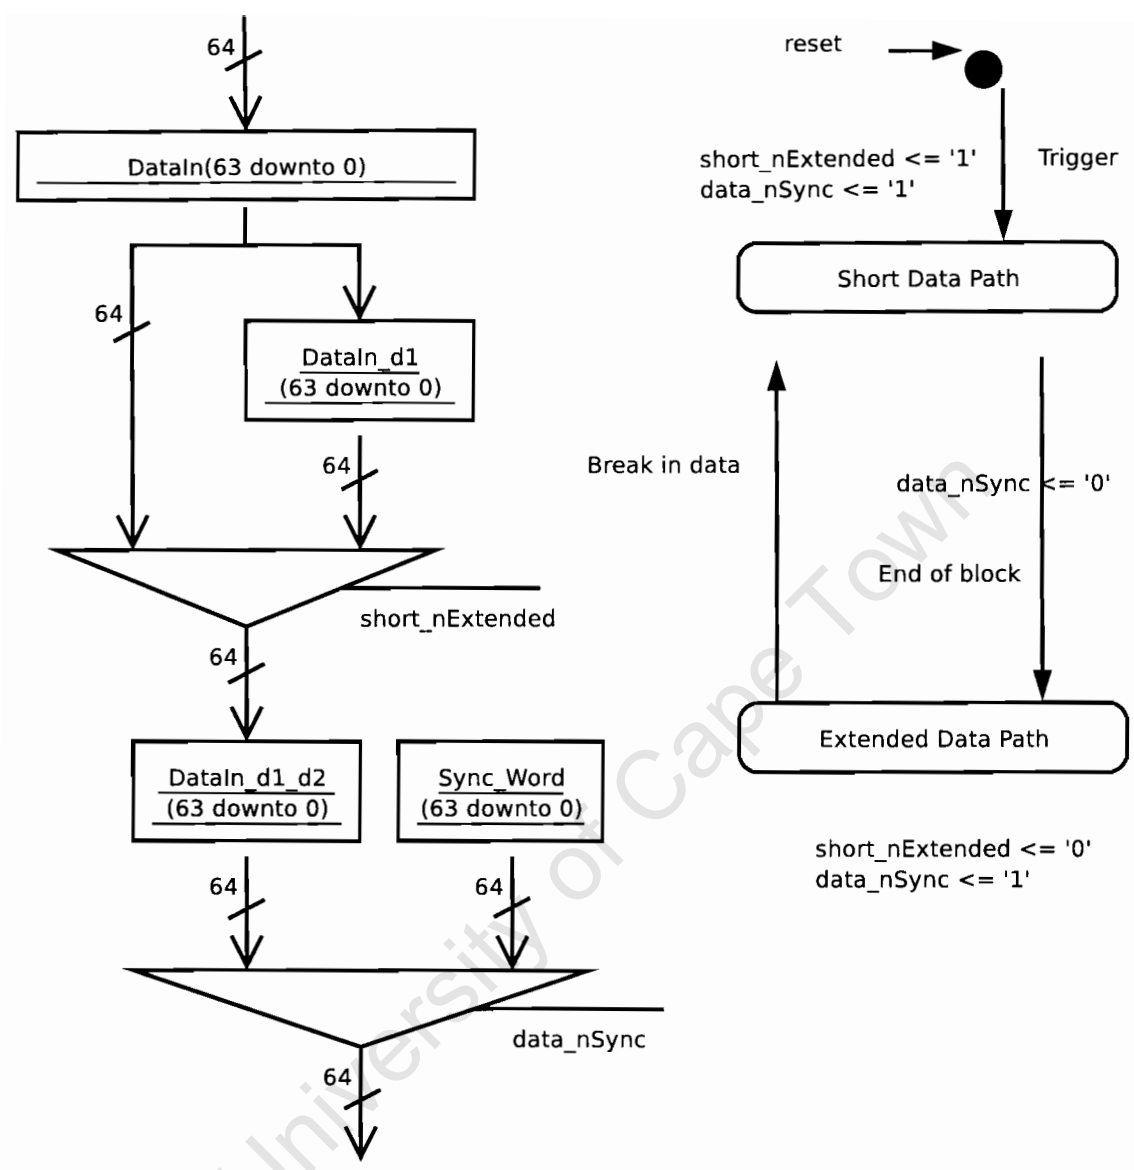 64
DataIn(63 downto 0)
64
DataIn_d1
(63 downto 0)
64
short_nExtended
64
DataIn_d1_d2
(63 downto 0)
Sync_Word
(63 downto 0)
64
64
data_nSync
64
reset
short_nExtended <= '1'
data_nSync <= '1'
Trigger
Short Data Path
Break in data
data_nSync <= '0'
End of block
Extended Data Path
short_nExtended <= '0'
data_nSync <= '1'
University of Cape Town